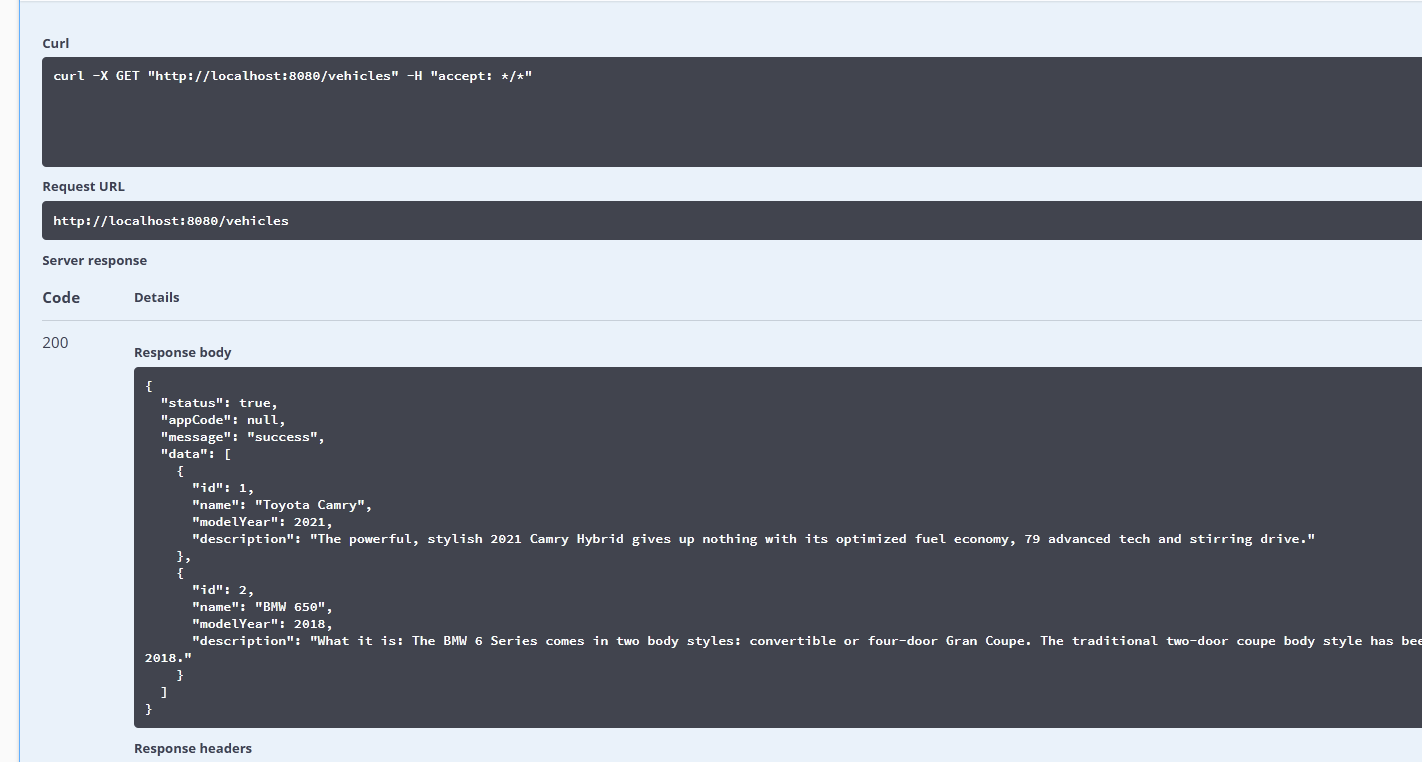 Curl
curl -X GET "http://localhost:8080/vehicles" -H "accept: */*"
Request URL
http://localhost:8080/vehicles
Server response
Code Details
200
Response body
{
"status": true,
"appCode": null,
"message": "success",
"data": [
{
"id": 1,
"name": "Toyota Camry",
"modelYear": 2021,
"description": "The powerful, stylish 2021 Camry Hybrid gives up nothing with its optimized fuel economy, 79 advanced tech and stirring drive."
},
{
"id": 2,
"name": "BMW 650",
"modelYear": 2018,
"description": "What it is: The BMW 6 Series comes in two body styles: convertible or four-door Gran Coupe. The traditional two-door coupe body style has
2018."
}
]
}
Response headers